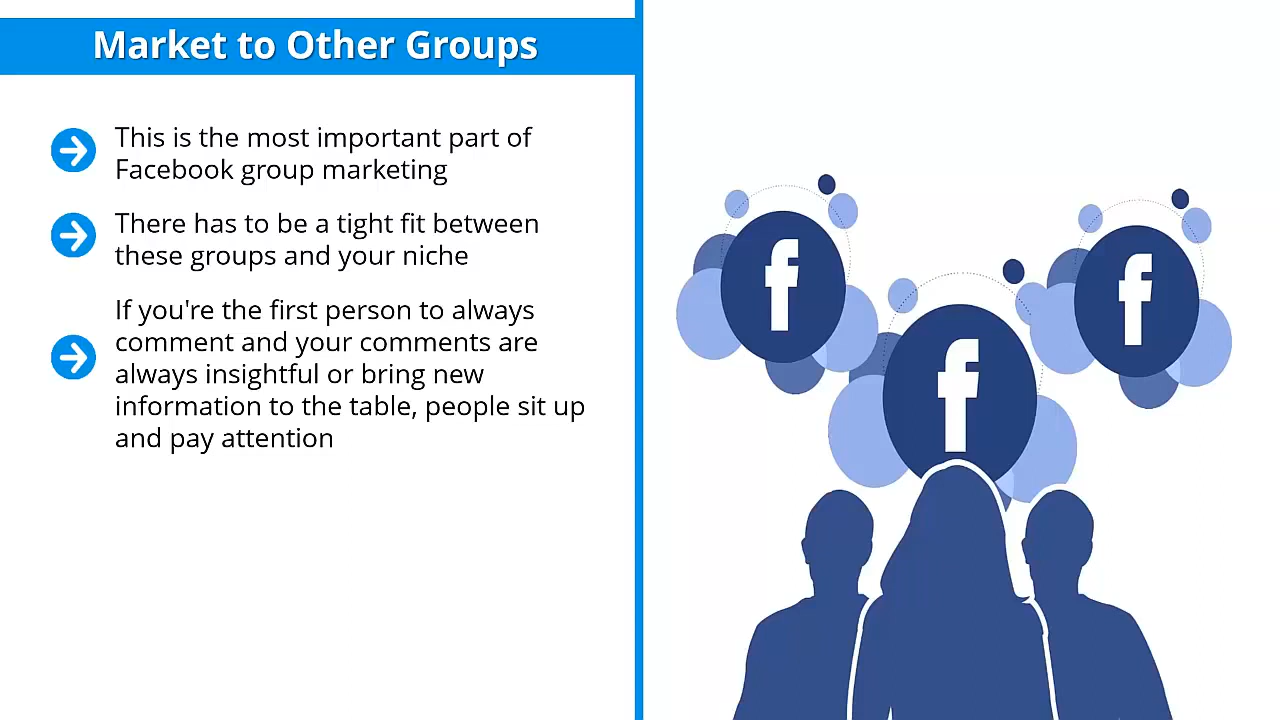 Market to Other Groups
This is the most important part of
Facebook group marketing
There has to be a tight fit between
these groups and your niche
If you're the first person to always
comment and your comments are
always insightful or bring new
information to the table, people sit up
and pay attention
f
f
f